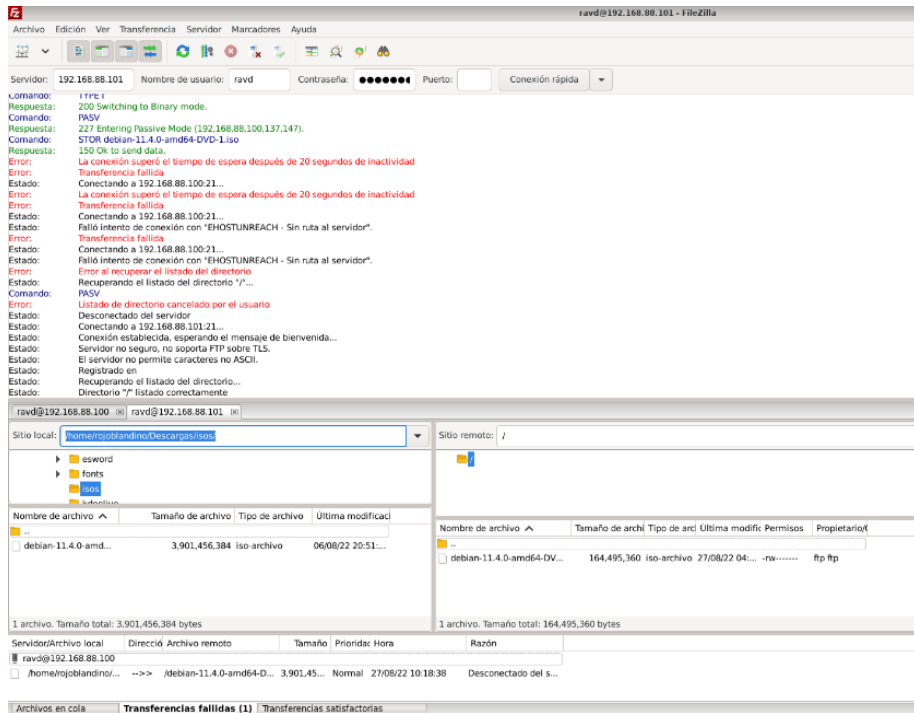 ravd@192.168.88.101 - FileZilla
Archivo Edición Ver Transferencia Servidor Marcadores Ayuda
Servidor: 192.168.88.101 Nombre de usuario: ravd Contraseña: ●●●●●●● Puerto: Conexión rápida
Comando: TYPE I
Respuesta: 200 Switching to Binary mode.
Comando: PASV
Respuesta: 227 Entering Passive Mode (192,168,88,100,137,147).
Comando: STOR debian-11.4.0-amd64-DVD-1.iso
Respuesta: 150 Ok to send data.
Error: La conexión superó el tiempo de espera después de 20 segundos de inactividad
Error: Transferencia fallida
Estado: Conectando a 192.168.88.100:21...
Error: La conexión superó el tiempo de espera después de 20 segundos de inactividad
Error: Transferencia fallida
Estado: Conectando a 192.168.88.100:21...
Estado: Falló intento de conexión con "EHOSTUNREACH - Sin ruta al servidor".
Error: Transferencia fallida
Estado: Conectando a 192.168.88.100:21...
Estado: Falló intento de conexión con "EHOSTUNREACH - Sin ruta al servidor".
Error: Error al recuperar el listado del directorio
Estado: Recuperando el listado del directorio "/"...
Comando: PASV
Error: Listado de directorio cancelado por el usuario
Estado: Desconectado del servidor
Estado: Conectando a 192.168.88.101:21...
Estado: Conexión establecida, esperando el mensaje de bienvenida...
Estado: Servidor no seguro, no soporta FTP sobre TLS.
Estado: El servidor no permite caracteres no ASCII.
Estado: Registrado en
Estado: Recuperando el listado del directorio...
Estado: Directorio "/" listado correctamente
ravd@192.168.88.100 ravd@192.168.88.101
Sitio local: /home/rojoblandino/Descargas/isos/
esword
fonts
isos
kdenlive
Nombre de archivo Tamaño de archivo Tipo de archivo Última modificaci
..
debian-11.4.0-amd... 3,901,456,384 iso-archivo 06/08/22 20:51:...
1 archivo. Tamaño total: 3,901,456,384 bytes
Sitio remoto: /
/
Nombre de archivo Tamaño de archi Tipo de arcl Última modific Permisos Propietario/
..
debian-11.4.0-amd64-DV... 164,495,360 iso-archivo 27/08/22 04:... -rw------- ftp ftp
1 archivo. Tamaño total: 164,495,360 bytes
Servidor/Archivo local Direcció Archivo remoto Tamaño Prioridac Hora Razón
ravd@192.168.88.100
/home/rojoblandino/... -->> /debian-11.4.0-amd64-D... 3,901,45... Normal 27/08/22 10:18:38 Desconectado del s...
Archivos en cola Transferencias fallidas (1) Transferencias satisfactorias